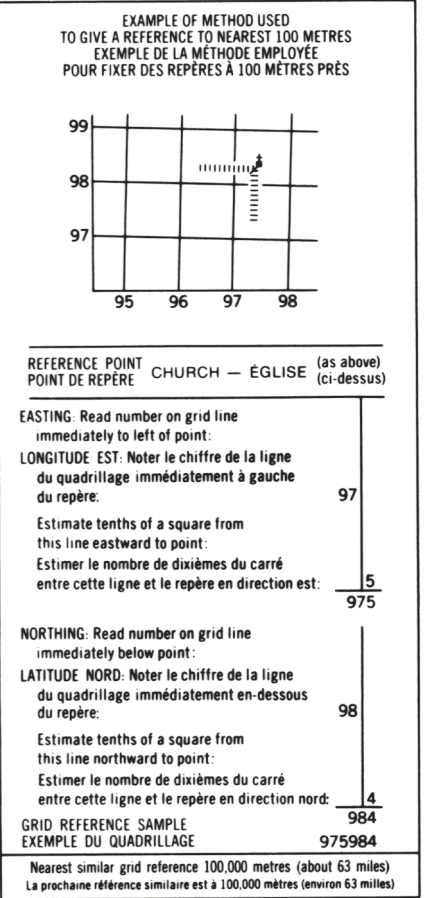 EXAMPLE OF METHOD USED
TO GIVE A REFERENCE TO NEAREST 100 METRES
EXEMPLE DE LA MÉTHODE EMPLOYÉE
POUR FIXER DES REPÈRES À 100 MÈTRES PRÈS
99
98
97
95 96 97 98
REFERENCE POINT
POINT DE REPÈRE
CHURCH — ÉGLISE
(as above)
(ci-dessus)
EASTING: Read number on grid line
immediately to left of point:
LONGITUDE EST: Noter le chiffre de la ligne
du quadrillage immédiatement à gauche
du repère: 97
Estimate tenths of a square from
this line eastward to point:
Estimer le nombre de dixièmes du carré
entre cette ligne et le repère en direction est: 5
975
NORTHING: Read number on grid line
immediately below point:
LATITUDE NORD: Noter le chiffre de la ligne
du quadrillage immédiatement en-dessous
du repère: 98
Estimate tenths of a square from
this line northward to point:
Estimer le nombre de dixièmes du carré
entre cette ligne et le repère en direction nord: 4
984
GRID REFERENCE SAMPLE
EXEMPLE DU QUADRILLAGE 975984
Nearest similar grid reference 100,000 metres (about 63 miles)
La prochaine référence similaire est à 100,000 mètres (environ 63 milles)